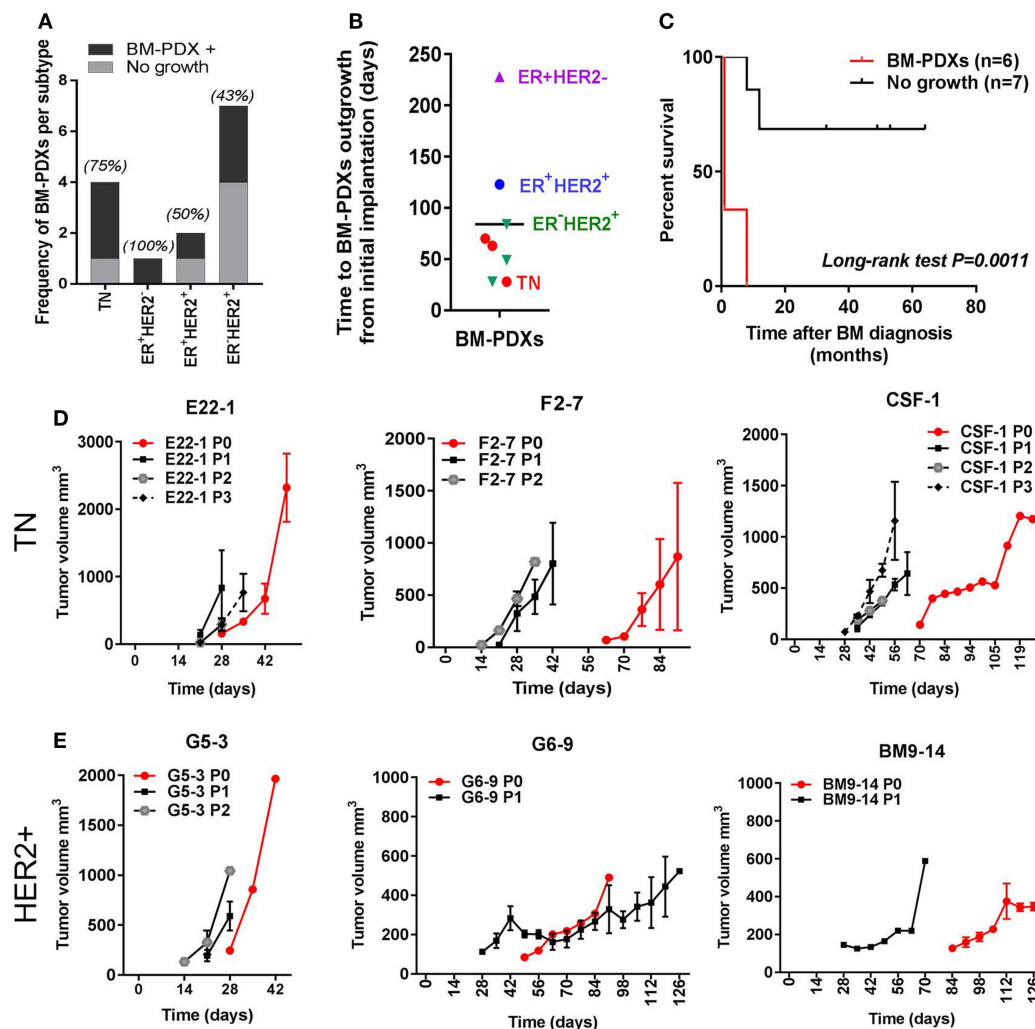 A
Frequency of BM-PDXs per subtype
BM-PDX +
No growth
8
6
4
2
0
(75%)
(100%)
(50%)
(43%)
TN
ER+HER2-
ER+HER2+
ER-HER2+
B
Time to BM-PDXs outgrowth
from initial implantation (days)
250
200
150
100
50
0
ER+HER2-
ER+HER2+
ER-HER2+
TN
BM-PDXs
C
Percent survival
100
50
0
BM-PDXs (n=6)
No growth (n=7)
Long-rank test P=0.0011
0 20 40 60 80
Time after BM diagnosis
(months)
D
TN
E22-1
Tumor volume mm3
3000
2000
1000
0
E22-1 P0
E22-1 P1
E22-1 P2
E22-1 P3
0 14 28 42
Time (days)
F2-7
Tumor volume mm3
2000
1500
1000
500
0
F2-7 P0
F2-7 P1
F2-7 P2
0 14 28 42 56 70 84
Time (days)
CSF-1
Tumor volume mm3
2000
1500
1000
500
0
CSF-1 P0
CSF-1 P1
CSF-1 P2
CSF-1 P3
0 14 28 42 56 70 84 94 105 119
Time (days)
E
HER2+
G5-3
Tumor volume mm3
2000
1500
1000
500
0
G5-3 P0
G5-3 P1
G5-3 P2
0 14 28 42
Time (days)
G6-9
Tumor volume mm3
1000
800
600
400
200
0
G6-9 P0
G6-9 P1
0 14 28 42 56 70 84 98 112 126
Time (days)
BM9-14
Tumor volume mm3
1000
800
600
400
200
0
BM9-14 P0
BM9-14 P1
0 14 28 42 56 70 84 98 112 126
Time (days)